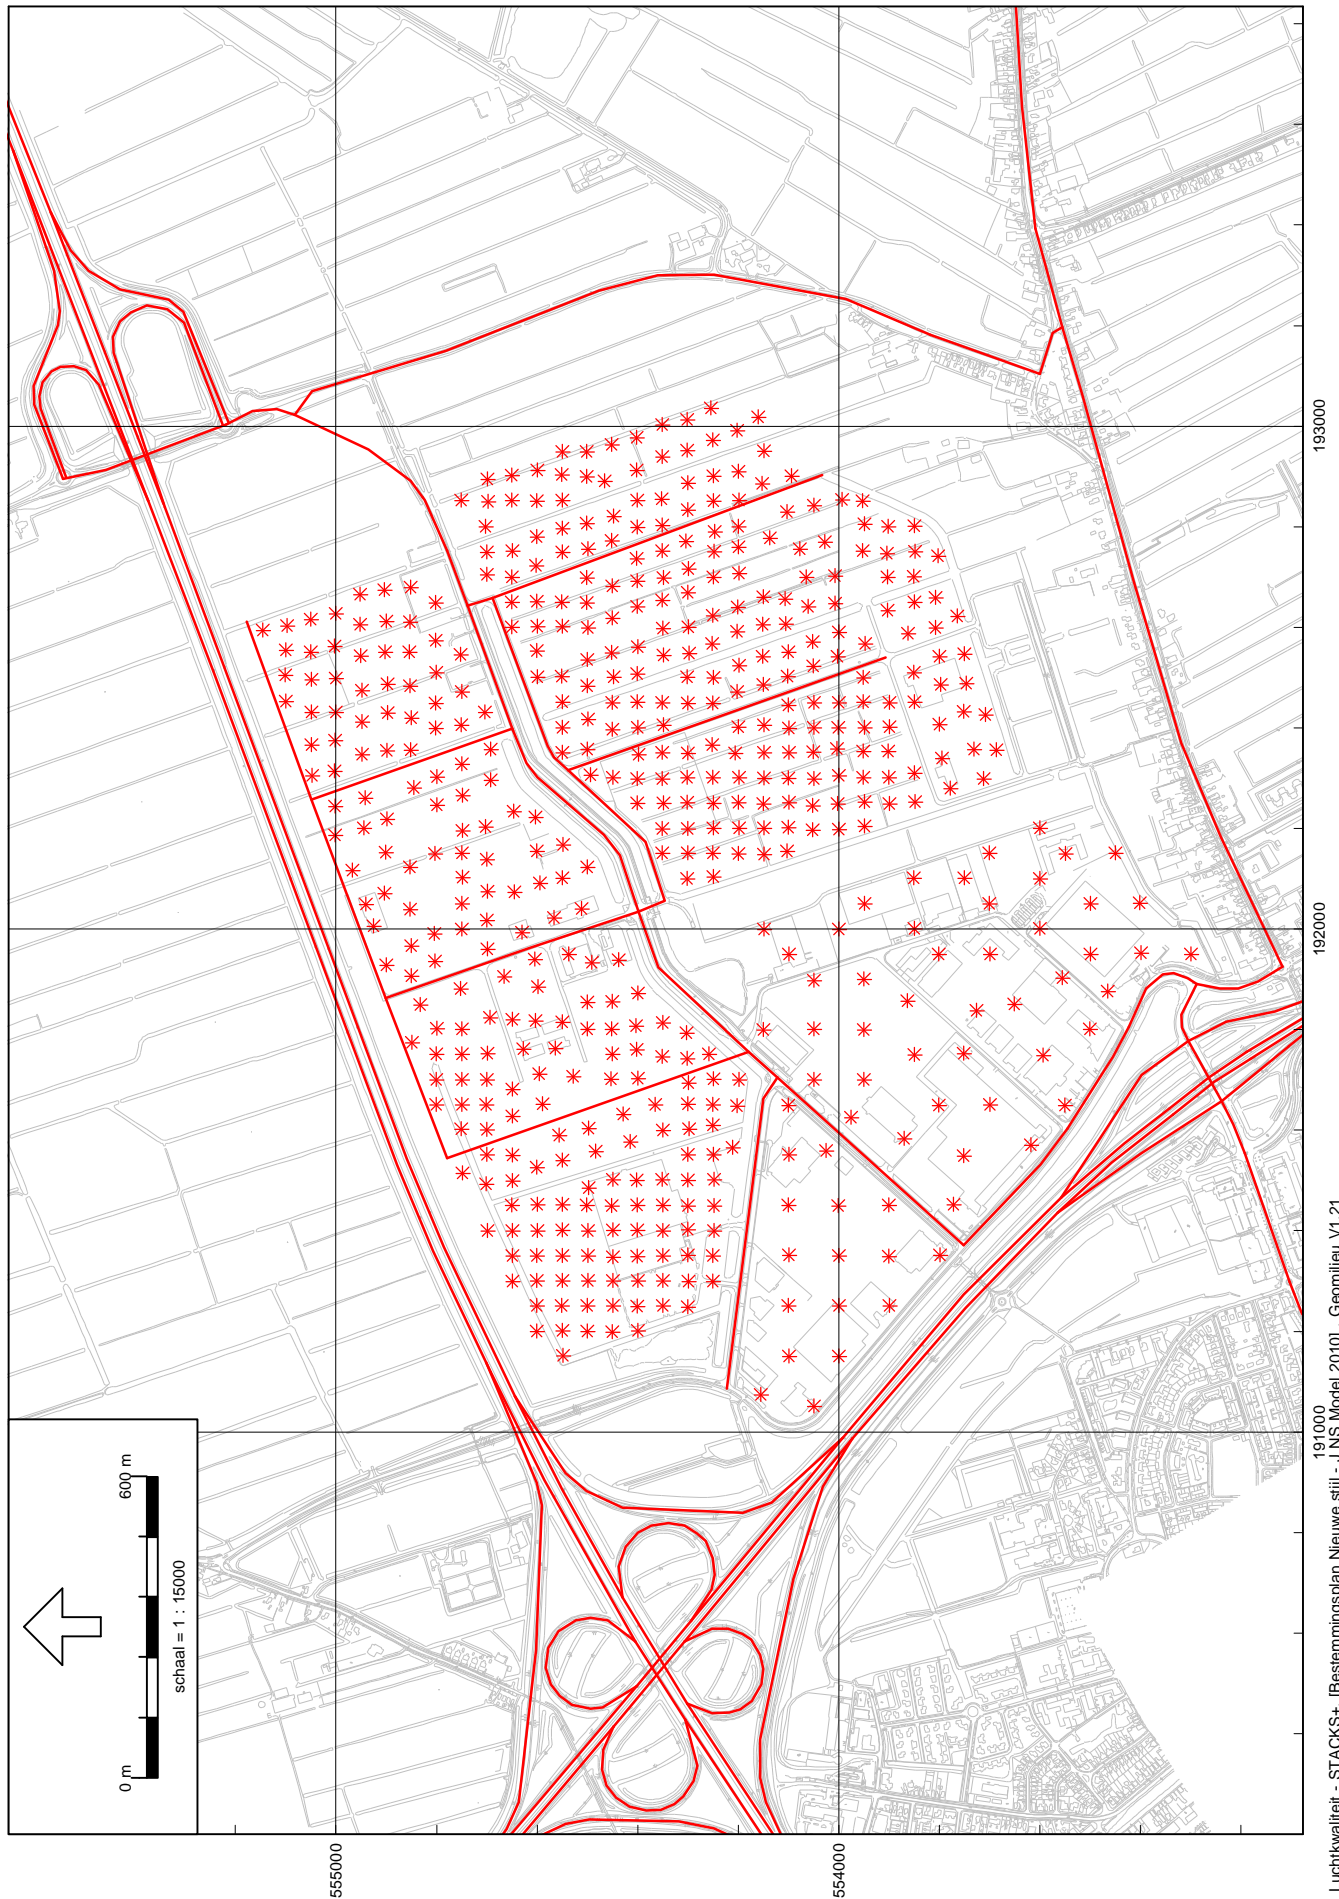 0 m
600 m
schaal = 1 : 15000
555000
554000
191000
192000
193000
Luchtkwaliteit - STACKS+, [Bestemmingsplan Nieuwe stijl - LNS Model 2010] , Geomilieu V1.21